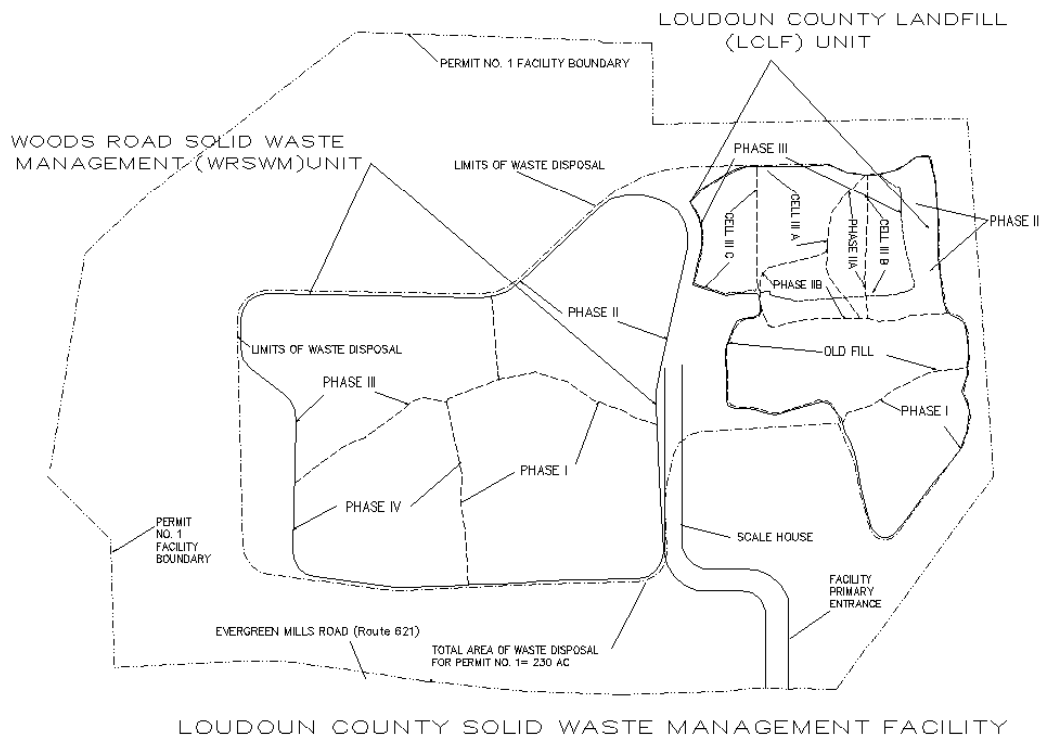 LOUDOUN COUNTY LANDFILL
(LCLF) UNIT
PERMIT NO. 1 FACILITY BOUNDARY
WOODS ROAD SOLID WASTE
MANAGEMENT (WRSWM)UNIT
LIMITS OF WASTE DISPOSAL
PHASE III
CELL III C
CELL III A
PHASE IIA
CELL III B
PHASE II
PHASE IIB
PHASE II
LIMITS OF WASTE DISPOSAL
OLD FILL
PHASE III
PHASE I
PHASE I
PHASE IV
PERMIT
NO. 1
FACILITY
BOUNDARY
SCALE HOUSE
FACILITY
PRIMARY
ENTRANCE
EVERGREEN MILLS ROAD (Route 621)
TOTAL AREA OF WASTE DISPOSAL
FOR PERMIT NO. 1= 230 AC
LOUDOUN COUNTY SOLID WASTE MANAGEMENT FACILITY